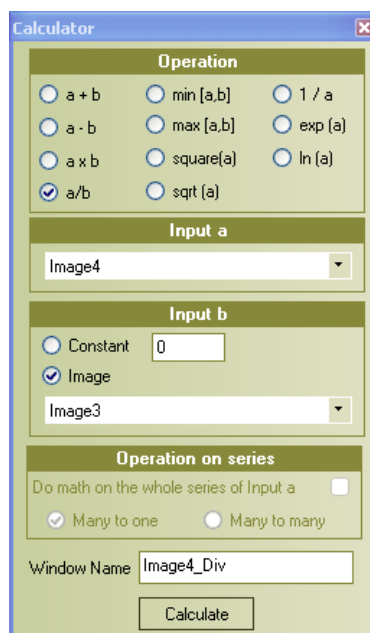 Calculator
Operation
a + b min [a,b] 1 / a
a - b max [a,b] exp (a)
a x b square(a) ln (a)
a/b sqrt (a)
Input a
Image4
Input b
Constant 0
Image
Image3
Operation on series
Do math on the whole series of Input a
Many to one Many to many
Window Name Image4_Div
Calculate